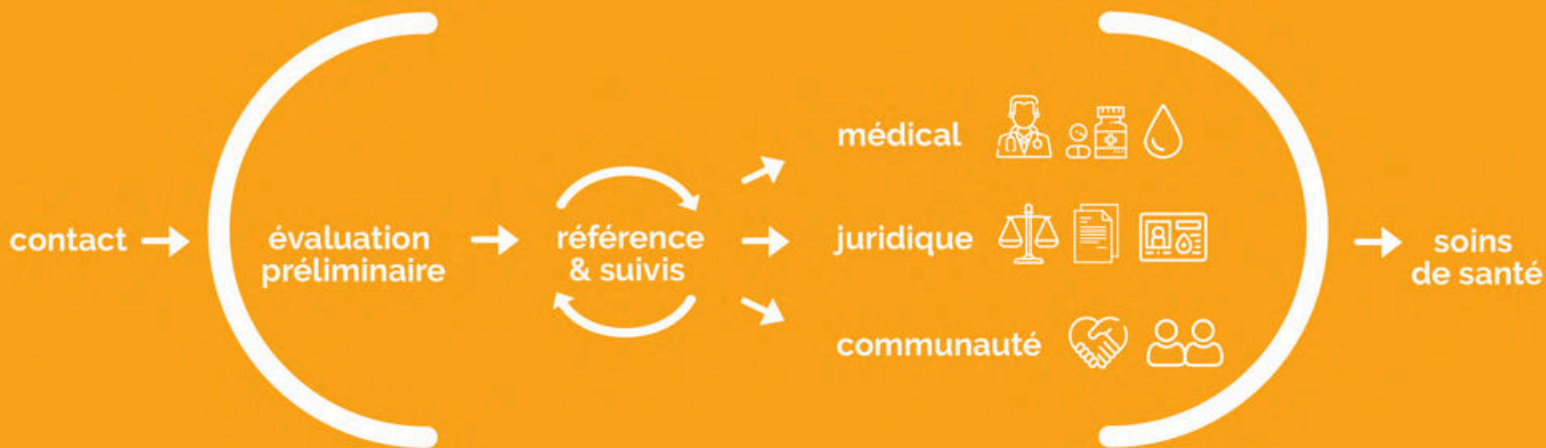 contact
évaluation
préliminaire
référence
& suivis
médical
juridique
communauté
soins
de santé